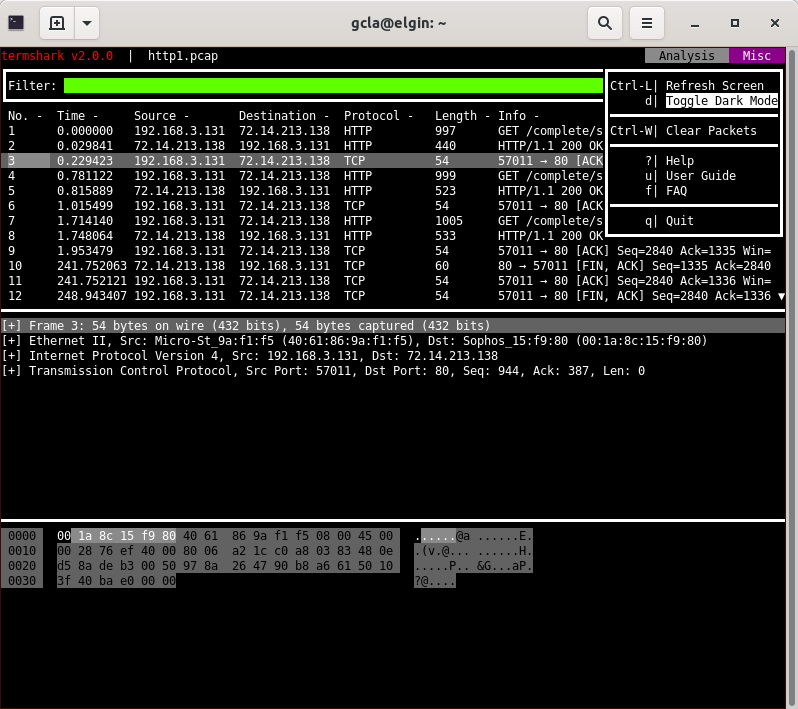 gcla@elgin: ~
termshark v2.0.0 | http1.pcap Analysis Misc
Filter:
Ctrl-L| Refresh Screen
d| Toggle Dark Mode
Ctrl-W| Clear Packets
?| Help
u| User Guide
f| FAQ
q| Quit
No. - Time - Source - Destination - Protocol - Length - Info -
1 0.000000 192.168.3.131 72.14.213.138 HTTP 997 GET /complete/s
2 0.029841 72.14.213.138 192.168.3.131 HTTP 440 HTTP/1.1 200 OK
3 0.229423 192.168.3.131 72.14.213.138 TCP 54 57011 → 80 [ACK
4 0.781122 192.168.3.131 72.14.213.138 HTTP 999 GET /complete/s
5 0.815889 72.14.213.138 192.168.3.131 HTTP 523 HTTP/1.1 200 OK
6 1.015499 192.168.3.131 72.14.213.138 TCP 54 57011 → 80 [ACK
7 1.714140 192.168.3.131 72.14.213.138 HTTP 1005 GET /complete/s
8 1.748064 72.14.213.138 192.168.3.131 HTTP 533 HTTP/1.1 200 OK
9 1.953479 192.168.3.131 72.14.213.138 TCP 54 57011 → 80 [ACK] Seq=2840 Ack=1335 Win=
10 241.752063 72.14.213.138 192.168.3.131 TCP 60 80 → 57011 [FIN, ACK] Seq=1335 Ack=2840
11 241.752121 192.168.3.131 72.14.213.138 TCP 54 57011 → 80 [ACK] Seq=2840 Ack=1336 Win=
12 248.943407 192.168.3.131 72.14.213.138 TCP 54 57011 → 80 [FIN, ACK] Seq=2840 Ack=1336 ▼
[+] Frame 3: 54 bytes on wire (432 bits), 54 bytes captured (432 bits)
[+] Ethernet II, Src: Micro-St_9a:f1:f5 (40:61:86:9a:f1:f5), Dst: Sophos_15:f9:80 (00:1a:8c:15:f9:80)
[+] Internet Protocol Version 4, Src: 192.168.3.131, Dst: 72.14.213.138
[+] Transmission Control Protocol, Src Port: 57011, Dst Port: 80, Seq: 944, Ack: 387, Len: 0
0000 00 1a 8c 15 f9 80 40 61 86 9a f1 f5 08 00 45 00 ......@a ......E.
0010 00 28 76 ef 40 00 80 06 a2 1c c0 a8 03 83 48 0e .(v.@... ......H.
0020 d5 8a de b3 00 50 97 8a 26 47 90 b8 a6 61 50 10 .....P.. &G...aP.
0030 3f 40 ba e0 00 00 ?@....